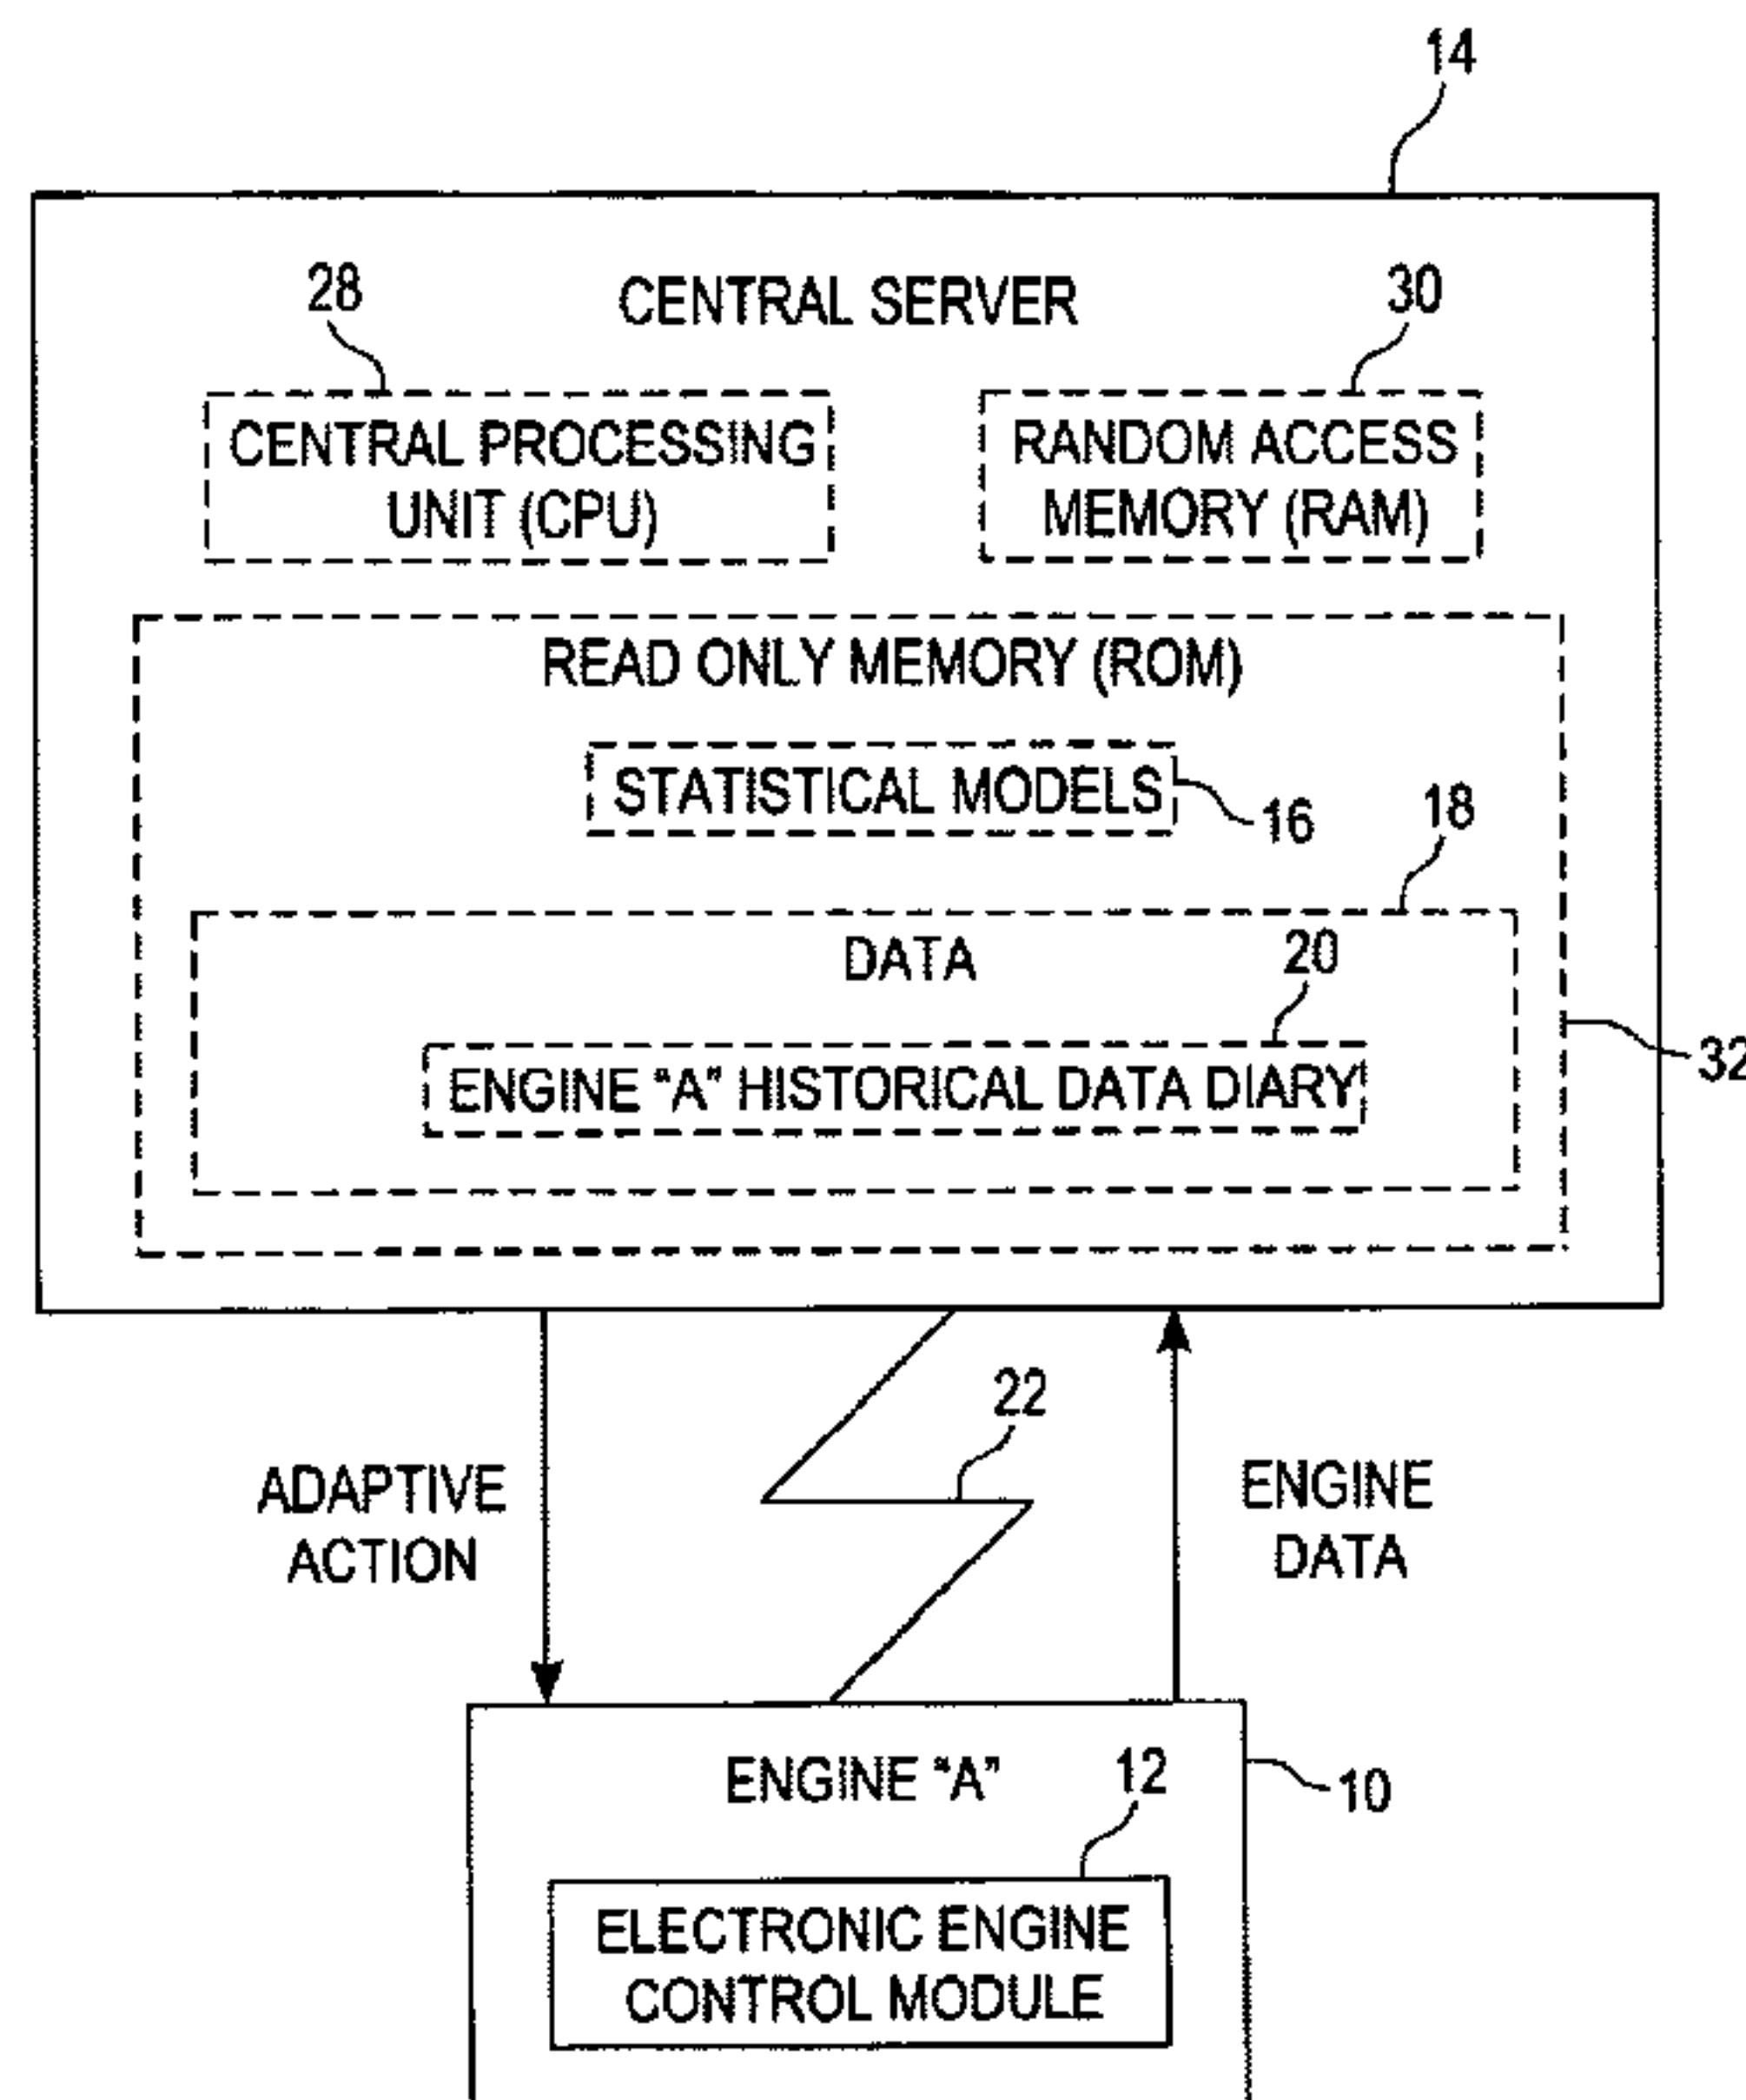 14
28
CENTRAL SERVER
30
CENTRAL PROCESSING
UNIT (CPU)
RANDOM ACCESS
MEMORY (RAM)
READ ONLY MEMORY (ROM)
STATISTICAL MODELS
16
18
DATA
20
ENGINE “A” HISTORICAL DATA DIARY
32
22
ADAPTIVE
ACTION
ENGINE
DATA
ENGINE “A”
12
10
ELECTRONIC ENGINE
CONTROL MODULE